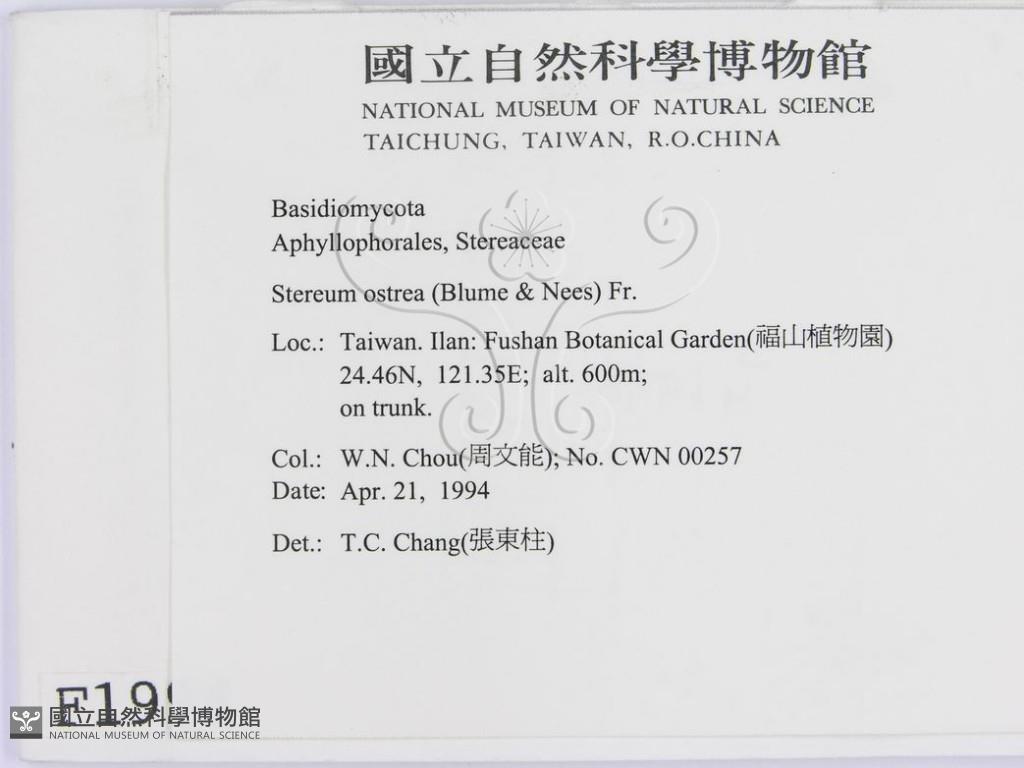 國立自然科學博物館
NATIONAL MUSEUM OF NATURAL SCIENCE
TAICHUNG, TAIWAN, R.O.CHINA
Basidiomycota
Aphyllophorales, Stereaceae
Stereum ostrea (Blume & Nees) Fr.
Loc.: Taiwan. Ilan: Fushan Botanical Garden(福山植物園)
24.46N, 121.35E; alt. 600m;
on trunk.
Col.: W.N. Chou(周文能); No. CWN 00257
Date: Apr. 21, 1994
Det.: T.C. Chang(張東柱)
F19
國立自然科學博物館
NATIONAL MUSEUM OF NATURAL SCIENCE